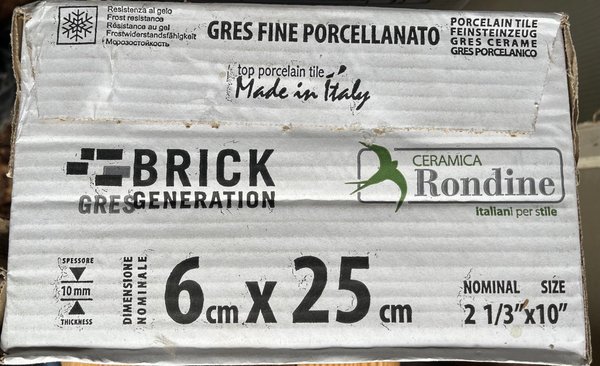 Resistenza al gelo
Frost resistance
Résistance au gel
Frostwiderstandsfähigkeit
Морозостойкость
GRES FINE PORCELLANATO
PORCELAIN TILE
FEINSTEINZEUG
GRES CERAME
GRES PORCELANICO
top porcelain tile
Made in Italy
BRICK
GRES GENERATION
CERAMICA
Rondine
italiani per stile
SPESSORE
10 mm
THICKNESS
DIMENSIONE
NOMINALE
6 cm x 25 cm
NOMINAL SIZE
2 1/3”x10”